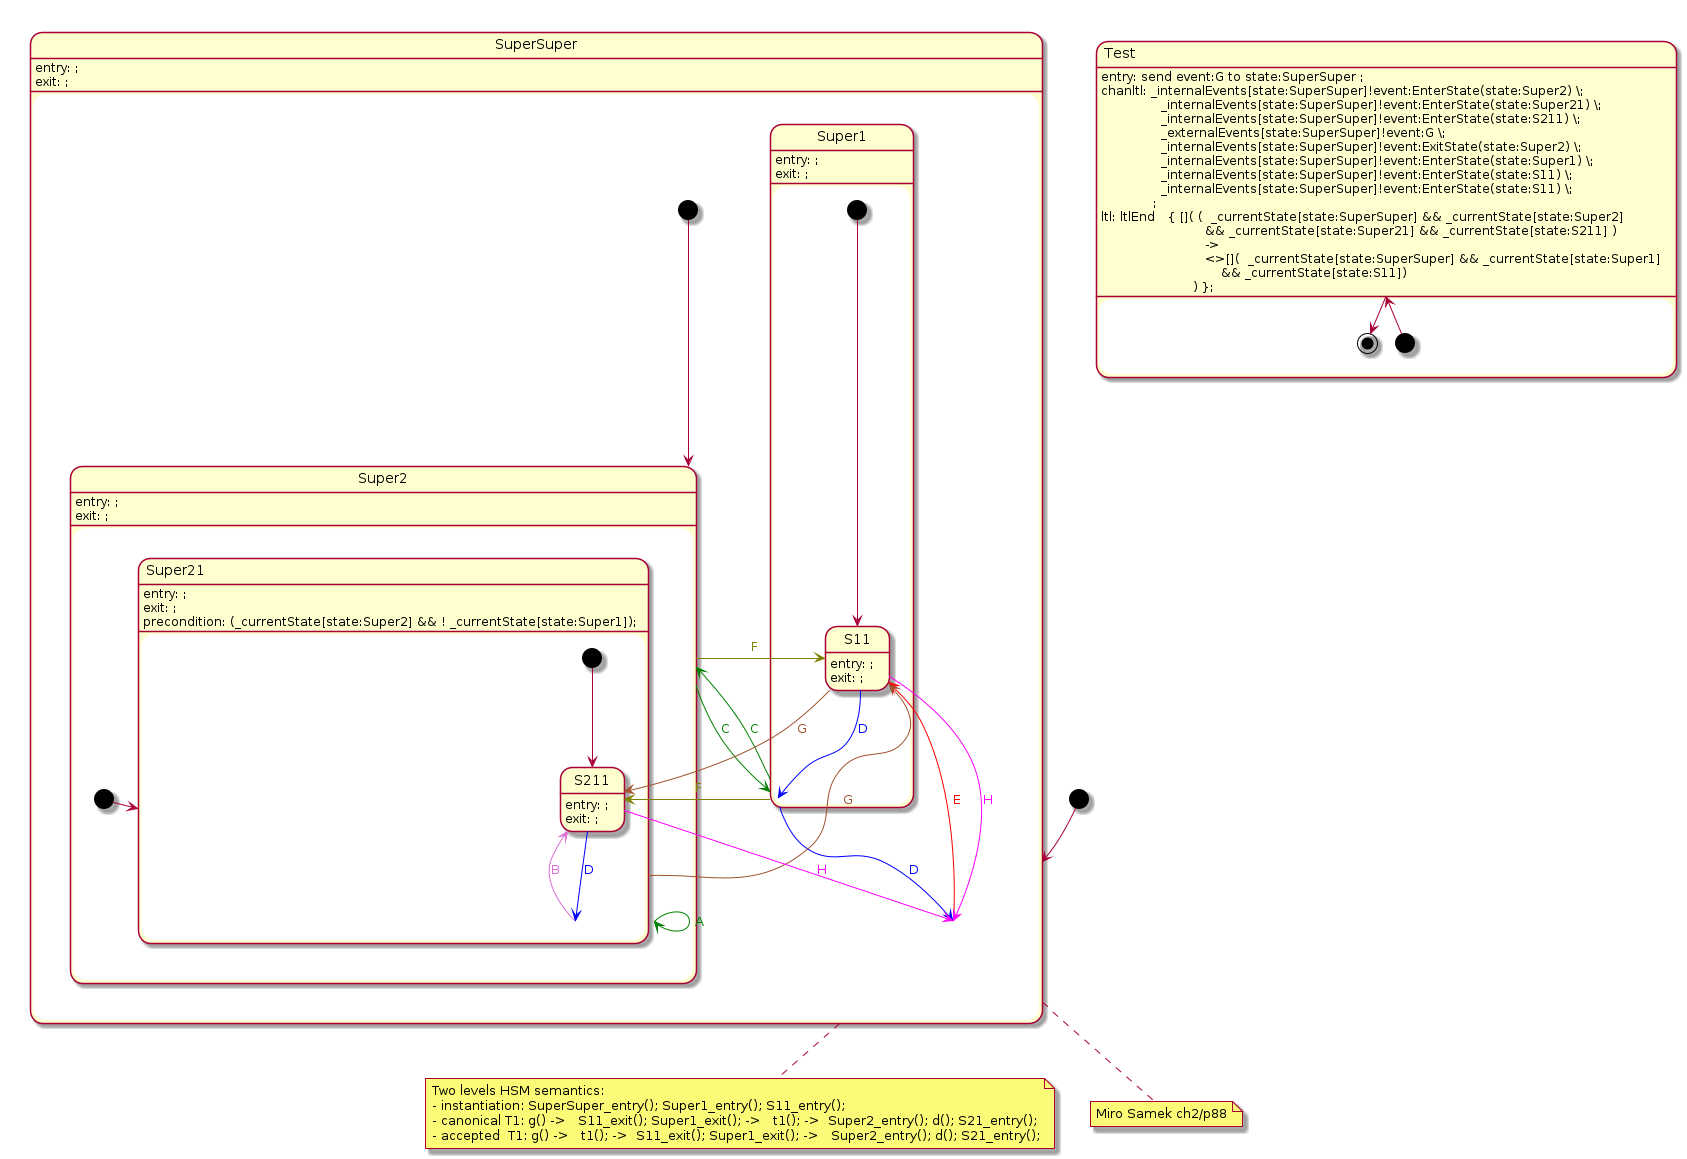 SuperSuper
entry: ;
exit: ;
Super1
entry: ;
exit: ;
Super2
entry: ;
exit: ;
Super21
entry: ;
exit: ;
precondition: (_currentState[state:Super2] && ! _currentState[state:Super1]);
S11
entry: ;
exit: ;
S211
entry: ;
exit: ;
F
C
C
G
D
F
G
E
H
B
D
H
D
A
Test
entry: send event:G to state:SuperSuper ;
chanltl: _internalEvents[state:SuperSuper]!event:EnterState(state:Super2) \;
_internalEvents[state:SuperSuper]!event:EnterState(state:Super21) \;
_internalEvents[state:SuperSuper]!event:EnterState(state:S211) \;
_externalEvents[state:SuperSuper]!event:G \;
_internalEvents[state:SuperSuper]!event:ExitState(state:Super2) \;
_internalEvents[state:SuperSuper]!event:EnterState(state:Super1) \;
_internalEvents[state:SuperSuper]!event:EnterState(state:S11) \;
_internalEvents[state:SuperSuper]!event:EnterState(state:S11) \;
;
ltl: ltlEnd { []( ( _currentState[state:SuperSuper] && _currentState[state:Super2]
&& _currentState[state:Super21] && _currentState[state:S211] )
->
<>[]( _currentState[state:SuperSuper] && _currentState[state:Super1]
&& _currentState[state:S11])
) };
Two levels HSM semantics:
- instantiation: SuperSuper_entry(); Super1_entry(); S11_entry();
- canonical T1: g() -> S11_exit(); Super1_exit(); -> t1(); -> Super2_entry(); d(); S21_entry();
- accepted T1: g() -> t1(); -> S11_exit(); Super1_exit(); -> Super2_entry(); d(); S21_entry();
Miro Samek ch2/p88